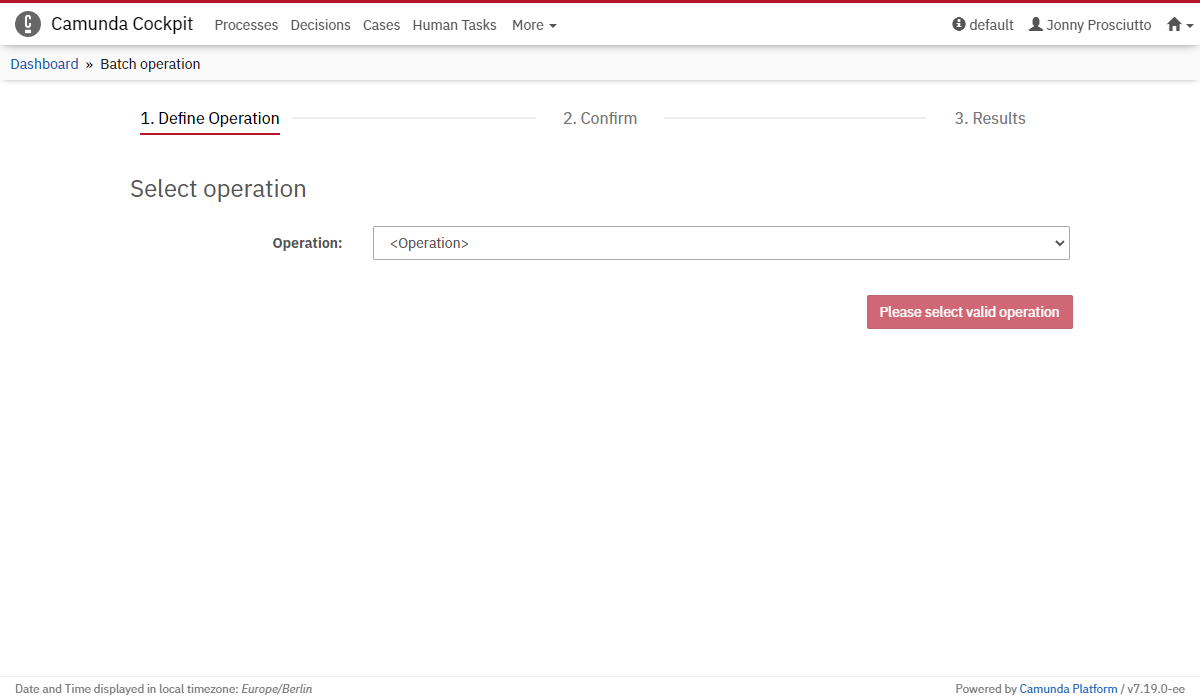 Camunda Cockpit Processes Decisions Cases Human Tasks More default Jonny Prosciutto
Dashboard » Batch operation
1. Define Operation 2. Confirm 3. Results
Select operation
Operation: <Operation>
Please select valid operation
Date and Time displayed in local timezone: Europe/Berlin Powered by Camunda Platform / v7.19.0-ee